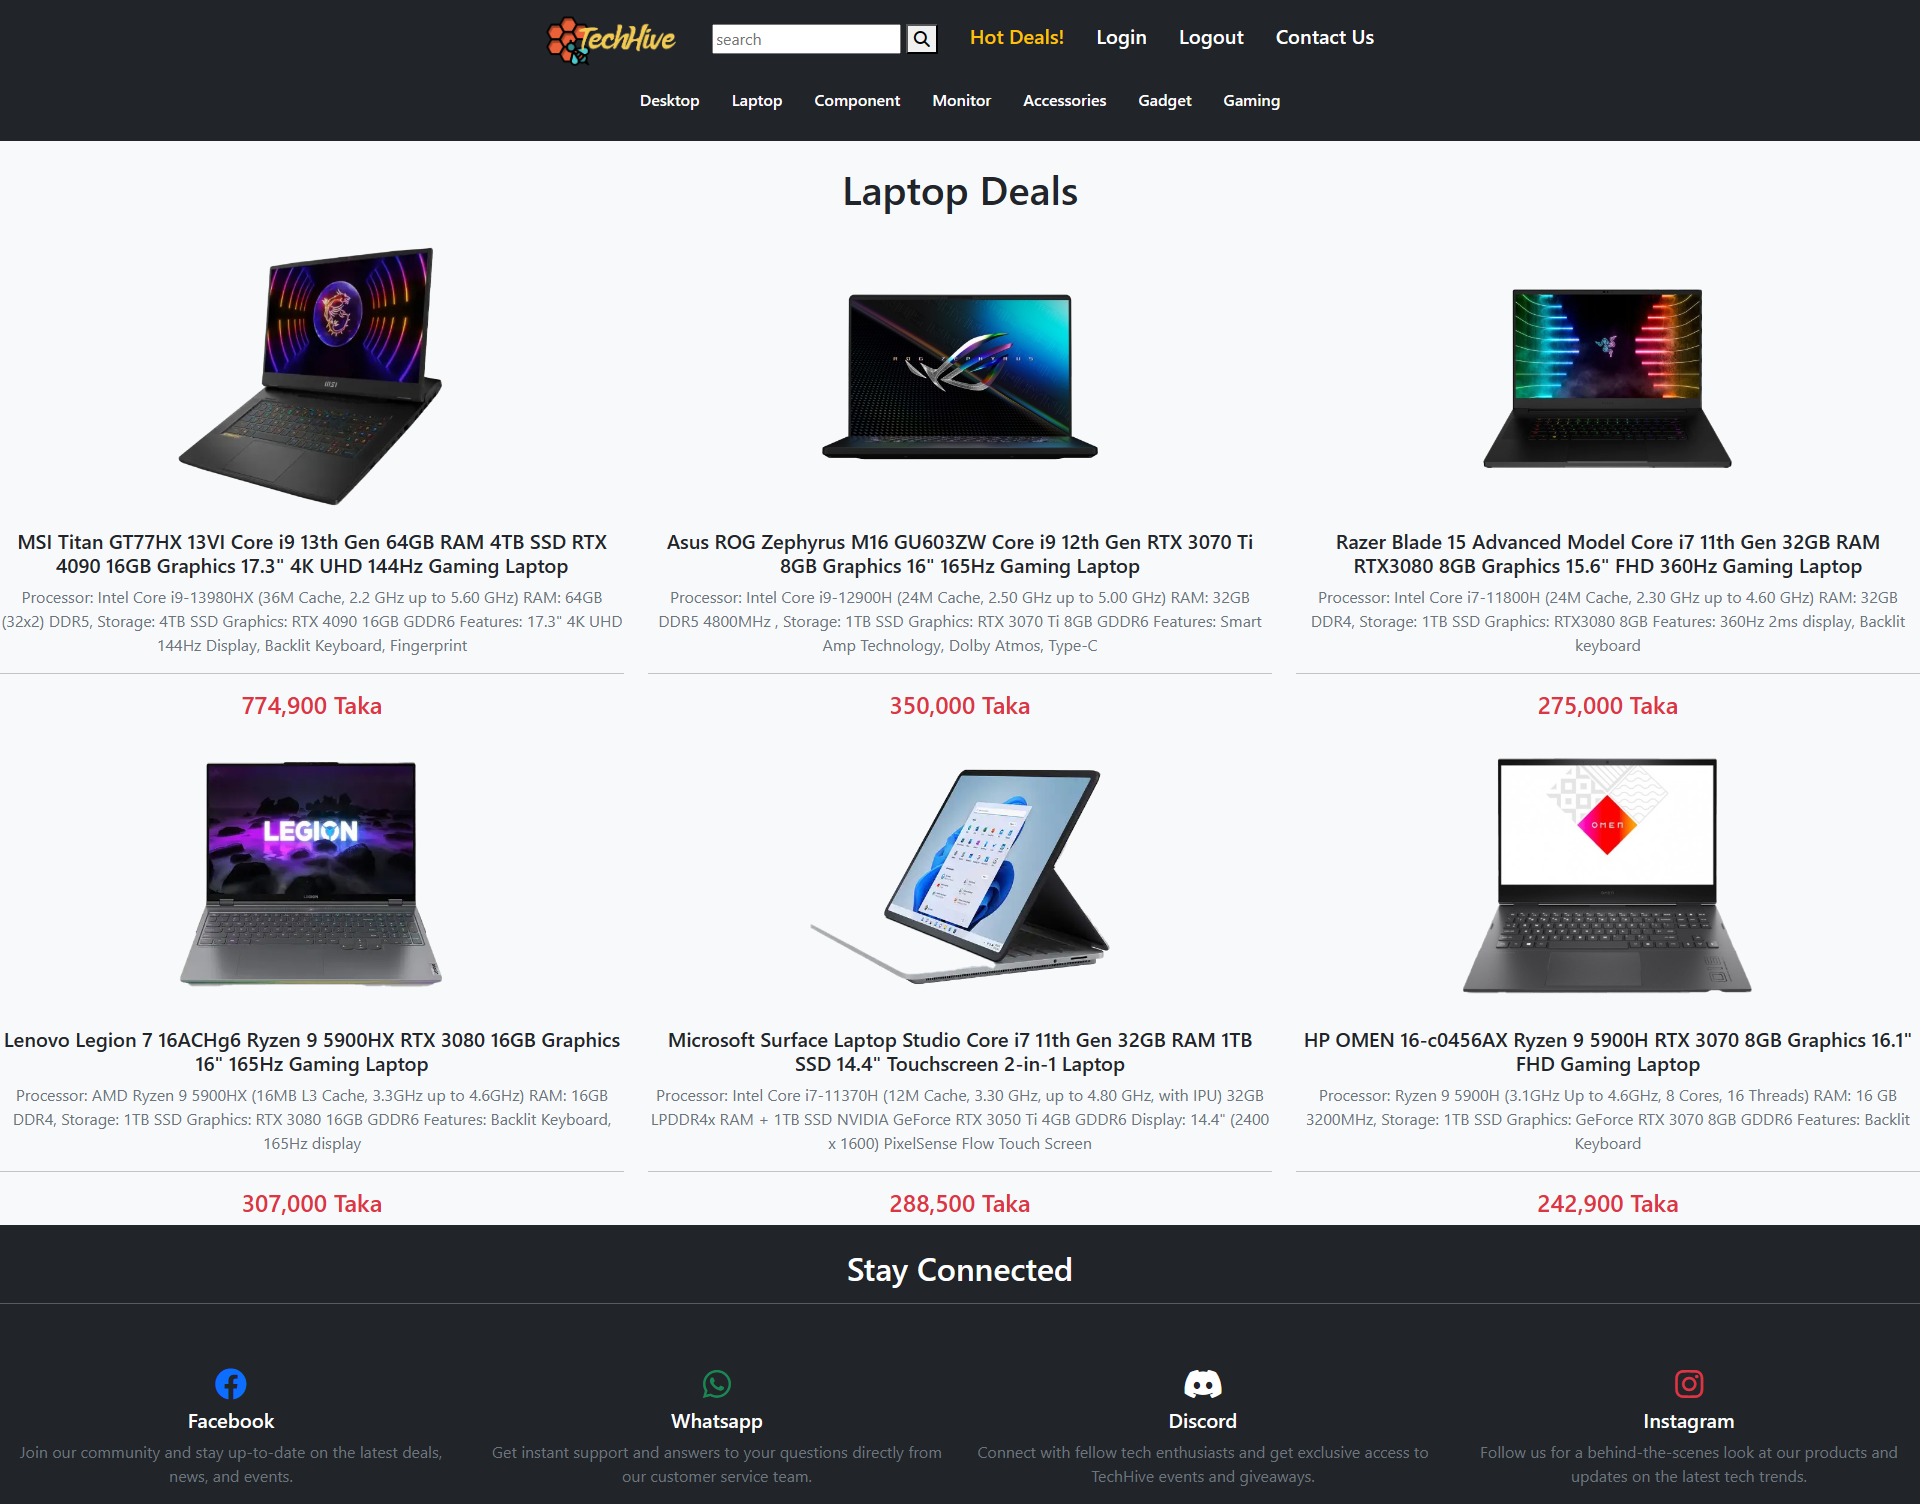 TechHive
search
Hot Deals!
Login
Logout
Contact Us
Desktop
Laptop
Component
Monitor
Accessories
Gadget
Gaming
Laptop Deals
msi
ROG ZEPHYRUS
MSI Titan GT77HX 13VI Core i9 13th Gen 64GB RAM 4TB SSD RTX
4090 16GB Graphics 17.3" 4K UHD 144Hz Gaming Laptop
Processor: Intel Core i9-13980HX (36M Cache, 2.2 GHz up to 5.60 GHz) RAM: 64GB
(32x2) DDR5, Storage: 4TB SSD Graphics: RTX 4090 16GB GDDR6 Features: 17.3" 4K UHD
144Hz Display, Backlit Keyboard, Fingerprint
774,900 Taka
Asus ROG Zephyrus M16 GU603ZW Core i9 12th Gen RTX 3070 Ti
8GB Graphics 16" 165Hz Gaming Laptop
Processor: Intel Core i9-12900H (24M Cache, 2.50 GHz up to 5.00 GHz) RAM: 32GB
DDR5 4800MHz , Storage: 1TB SSD Graphics: RTX 3070 Ti 8GB GDDR6 Features: Smart
Amp Technology, Dolby Atmos, Type-C
350,000 Taka
Razer Blade 15 Advanced Model Core i7 11th Gen 32GB RAM
RTX3080 8GB Graphics 15.6" FHD 360Hz Gaming Laptop
Processor: Intel Core i7-11800H (24M Cache, 2.30 GHz up to 4.60 GHz) RAM: 32GB
DDR4, Storage: 1TB SSD Graphics: RTX3080 8GB Features: 360Hz 2ms display, Backlit
keyboard
275,000 Taka
LEGION
LEGION
OMEN
Lenovo Legion 7 16ACHg6 Ryzen 9 5900HX RTX 3080 16GB Graphics
16" 165Hz Gaming Laptop
Processor: AMD Ryzen 9 5900HX (16MB L3 Cache, 3.3GHz up to 4.6GHz) RAM: 16GB
DDR4, Storage: 1TB SSD Graphics: RTX 3080 16GB GDDR6 Features: Backlit Keyboard,
165Hz display
307,000 Taka
Microsoft Surface Laptop Studio Core i7 11th Gen 32GB RAM 1TB
SSD 14.4" Touchscreen 2-in-1 Laptop
Processor: Intel Core i7-11370H (12M Cache, 3.30 GHz, up to 4.80 GHz, with IPU) 32GB
LPDDR4x RAM + 1TB SSD NVIDIA GeForce RTX 3050 Ti 4GB GDDR6 Display: 14.4" (2400
x 1600) PixelSense Flow Touch Screen
288,500 Taka
HP OMEN 16-c0456AX Ryzen 9 5900H RTX 3070 8GB Graphics 16.1"
FHD Gaming Laptop
Processor: Ryzen 9 5900H (3.1GHz Up to 4.6GHz, 8 Cores, 16 Threads) RAM: 16 GB
3200MHz, Storage: 1TB SSD Graphics: GeForce RTX 3070 8GB GDDR6 Features: Backlit
Keyboard
242,900 Taka
Stay Connected
Facebook
Join our community and stay up-to-date on the latest deals,
news, and events.
Whatsapp
Get instant support and answers to your questions directly from
our customer service team.
Discord
Connect with fellow tech enthusiasts and get exclusive access to
TechHive events and giveaways.
Instagram
Follow us for a behind-the-scenes look at our products and
updates on the latest tech trends.